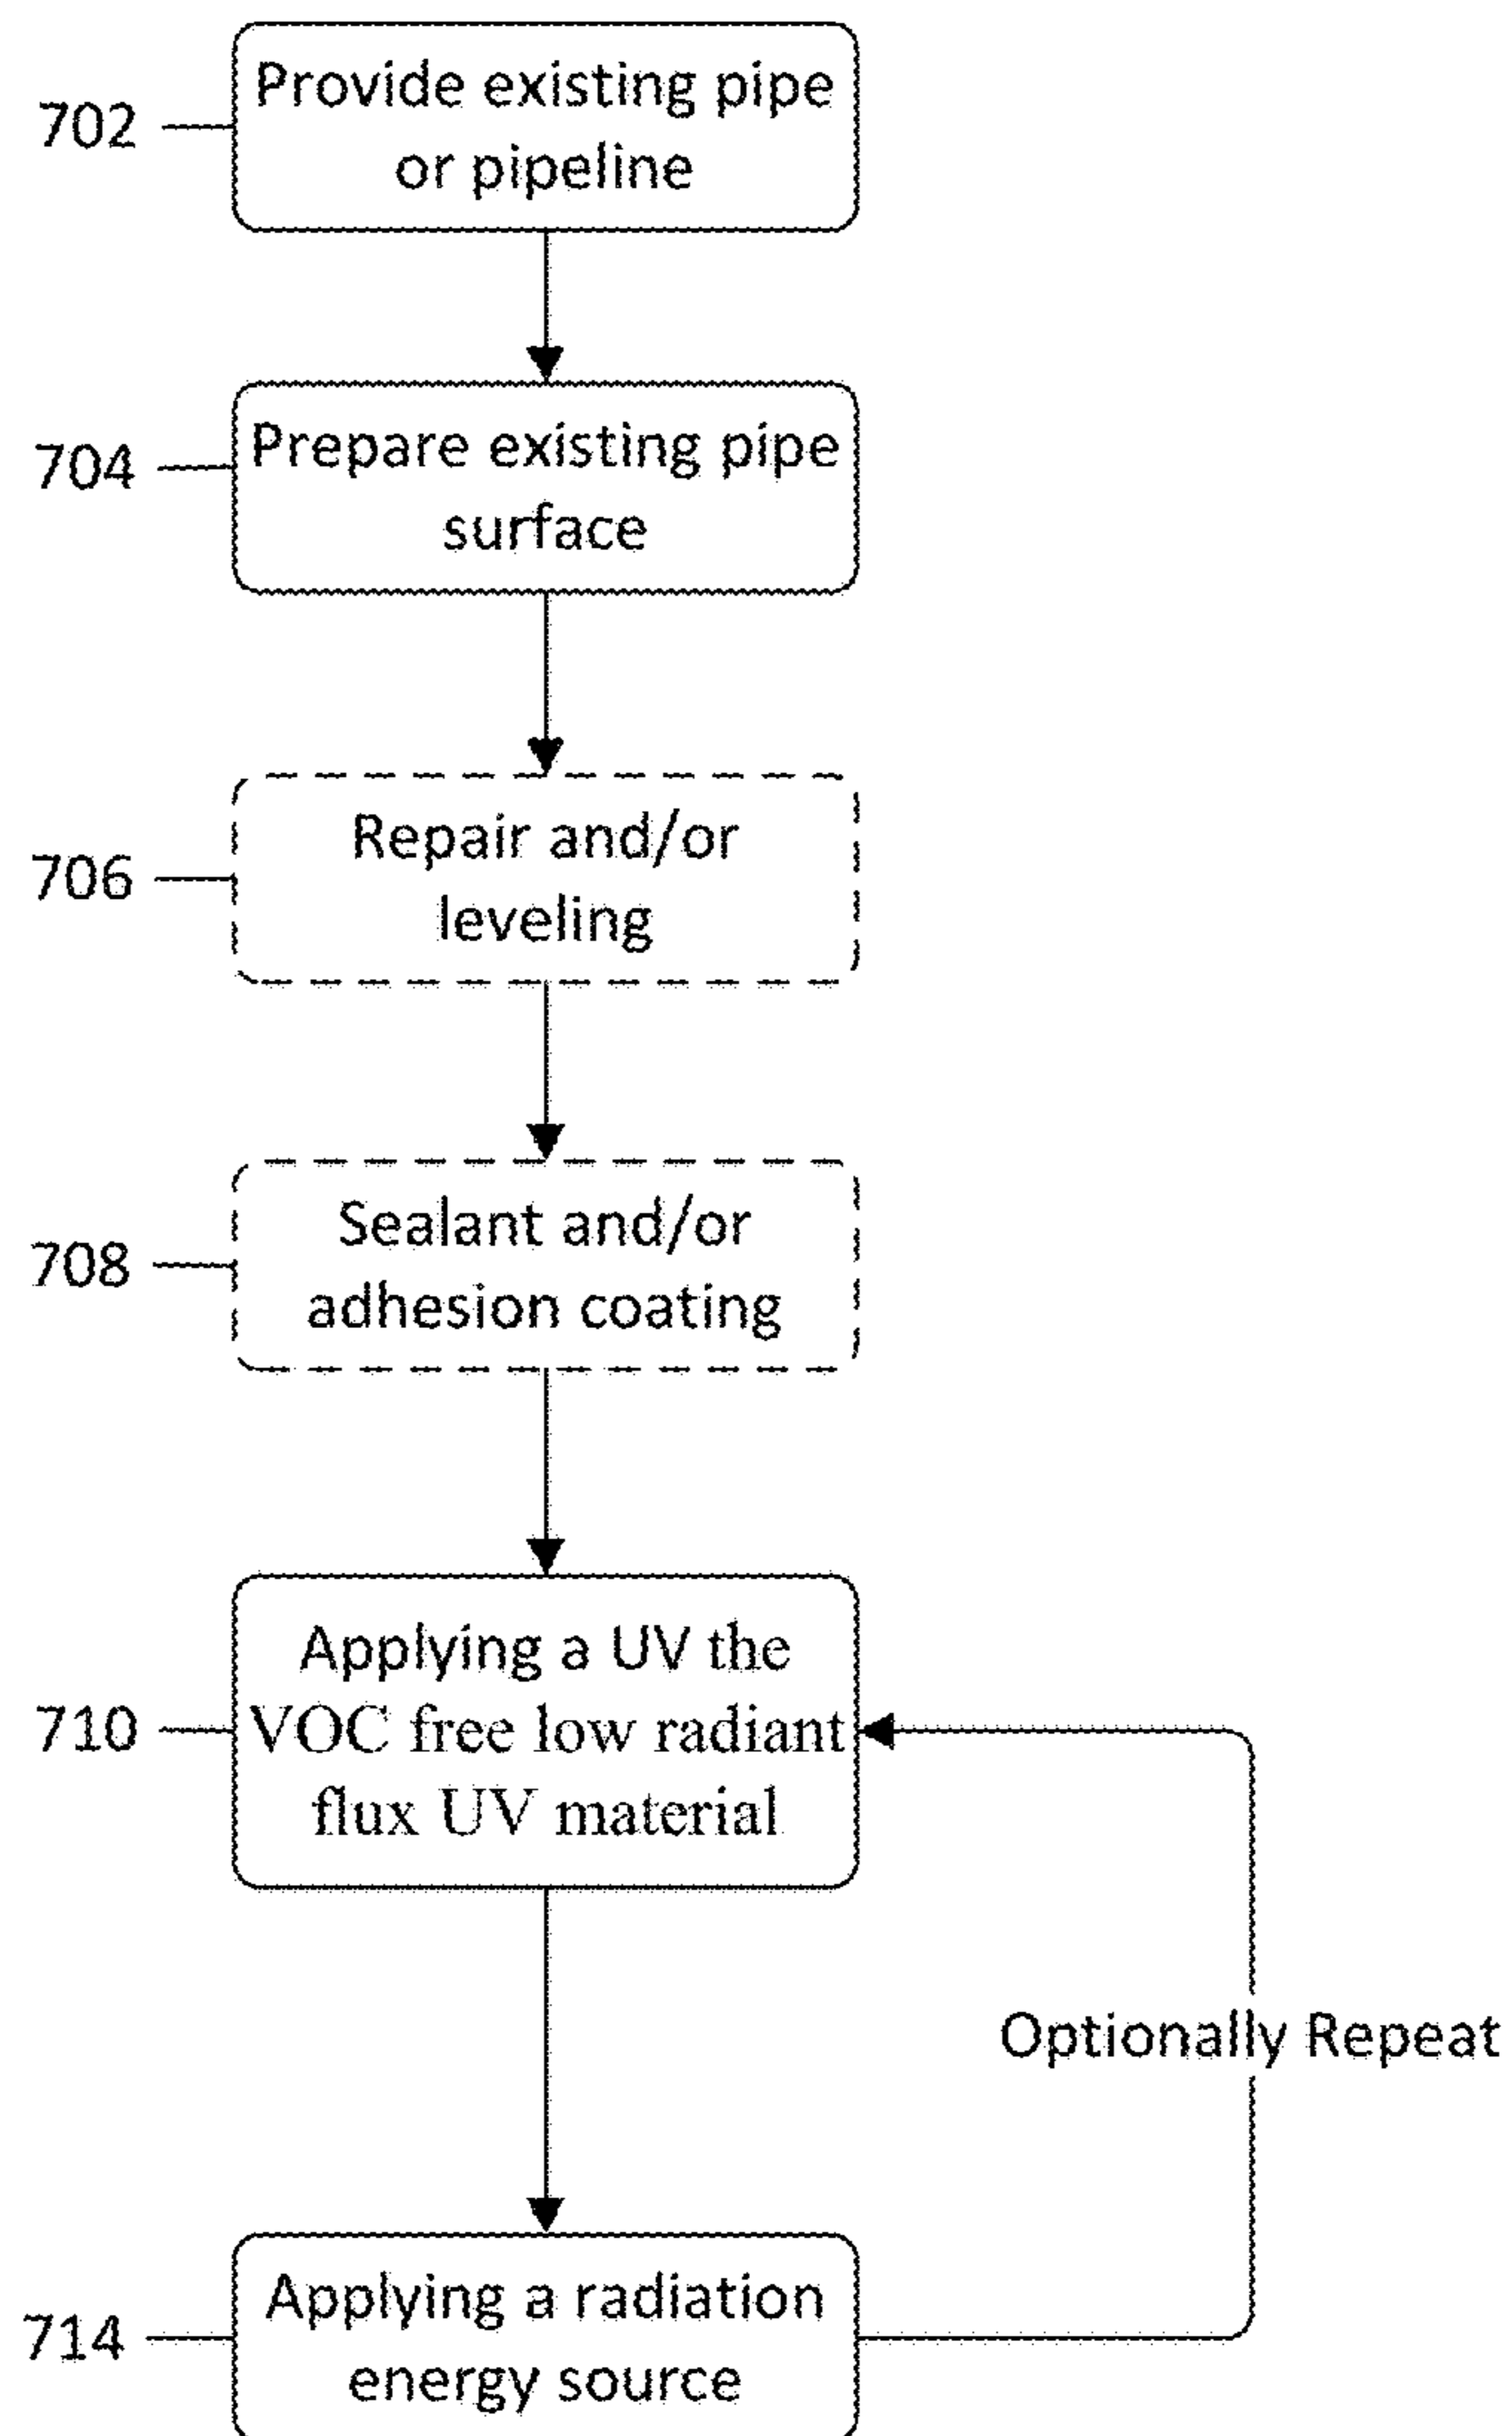 702
Provide existing pipe
or pipeline
704
Prepare existing pipe
surface
706
Repair and/or
leveling
708
Sealant and/or
adhesion coating
710
Applying a UV the
VOC free low radiant
flux UV material
Optionally Repeat
714
Applying a radiation
energy source